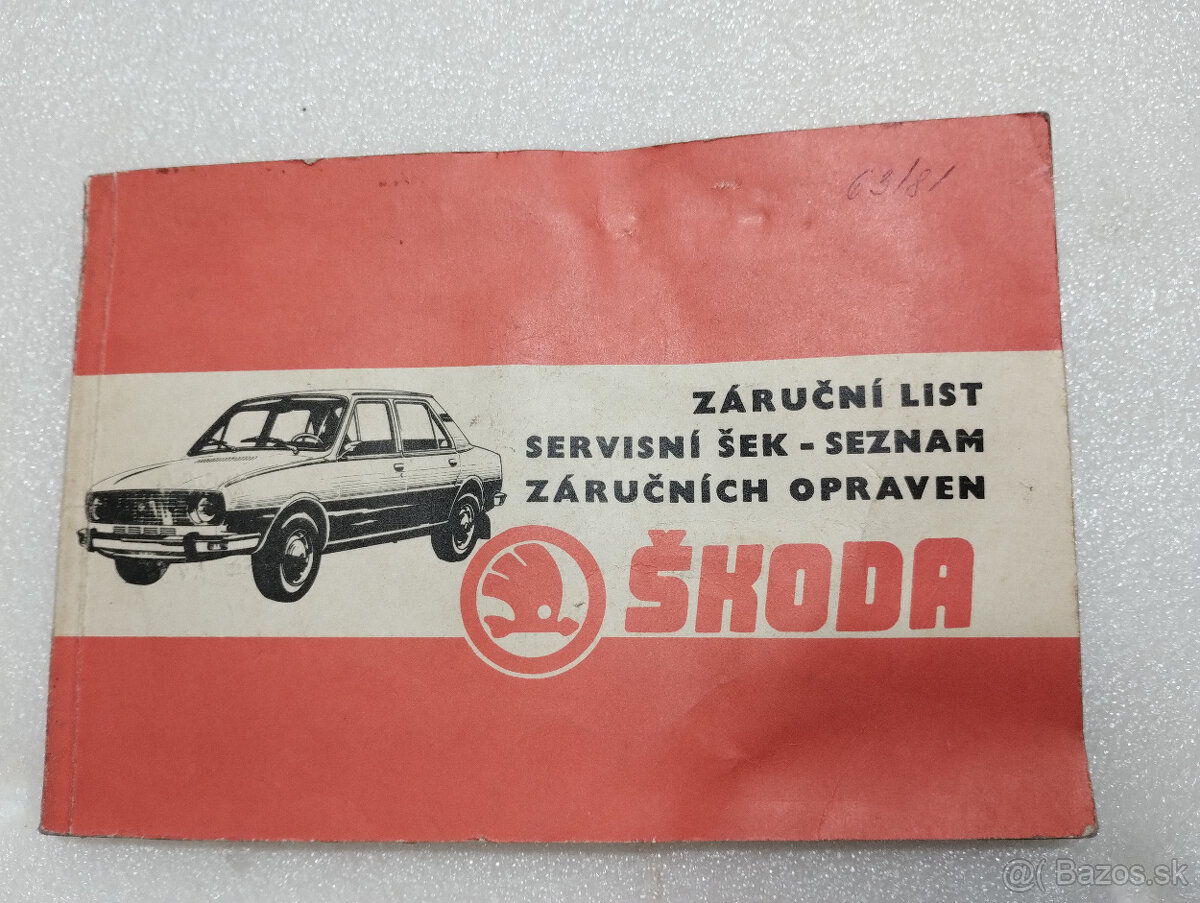 63/81
ZÁRUČNÍ LIST
SERVISNÍ ŠEK - SEZNAM
ZÁRUČNÍCH OPRAVEN
ŠKODA
@( Bazos.sk